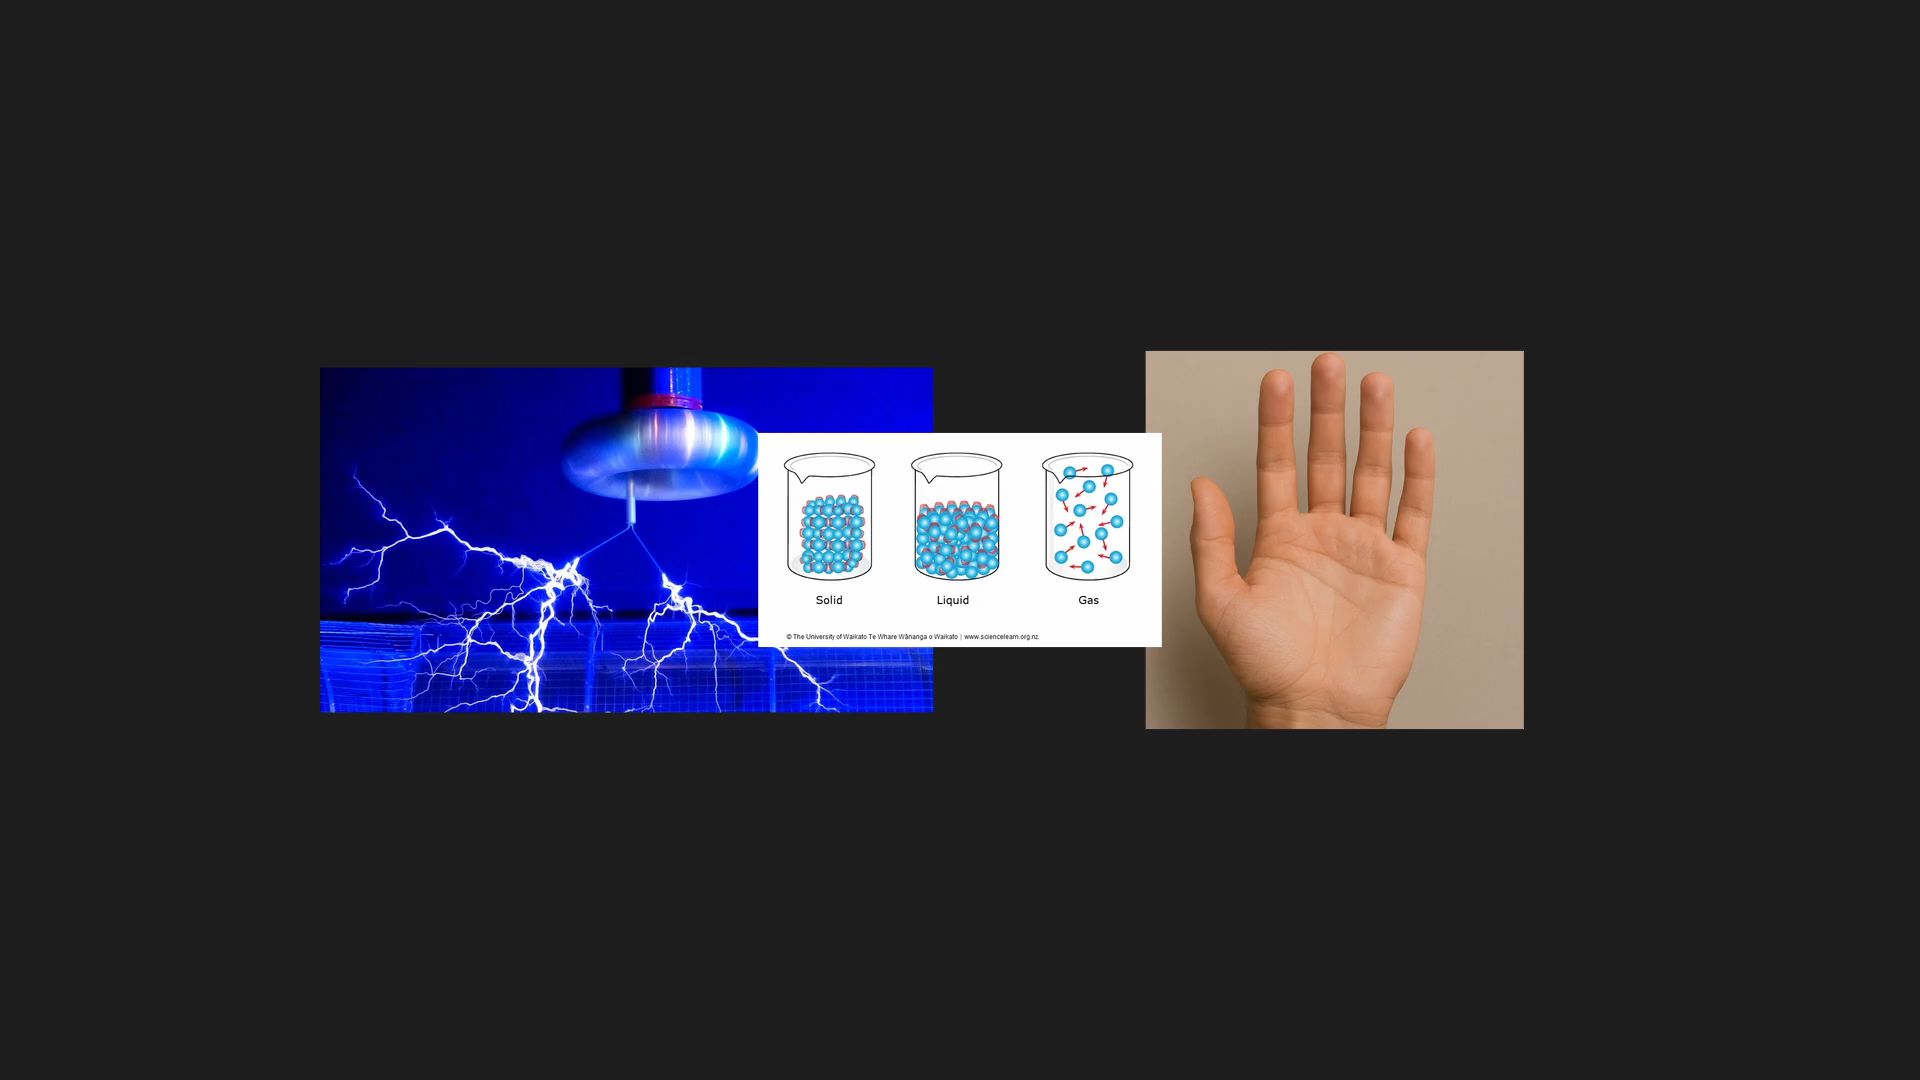 Solid
Liquid
Gas
© The University of Waikato Te Whare Wānanga o Waikato | www.sciencelearn.org.nz